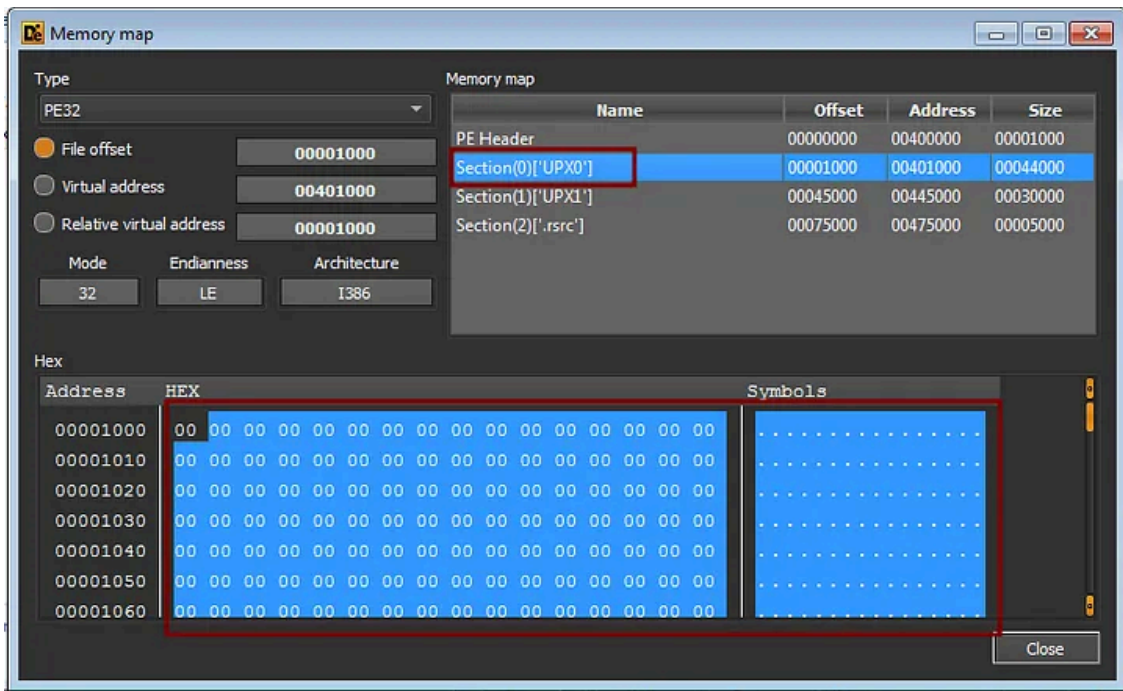 De Memory map
Type
PE32
File offset 00001000
Virtual address 00401000
Relative virtual address 00001000
Mode Endianness Architecture
32 LE I386
Memory map
Name Offset Address Size
PE Header 00000000 00400000 00001000
Section(0)['UPX0'] 00001000 00401000 00044000
Section(1)['UPX1'] 00045000 00445000 00030000
Section(2)['.rsrc'] 00075000 00475000 00005000
Hex
Address HEX Symbols
00001000 00 00 00 00 00 00 00 00 00 00 00 00 00 00 00 00 ................
00001010 00 00 00 00 00 00 00 00 00 00 00 00 00 00 00 00 ................
00001020 00 00 00 00 00 00 00 00 00 00 00 00 00 00 00 00 ................
00001030 00 00 00 00 00 00 00 00 00 00 00 00 00 00 00 00 ................
00001040 00 00 00 00 00 00 00 00 00 00 00 00 00 00 00 00 ................
00001050 00 00 00 00 00 00 00 00 00 00 00 00 00 00 00 00 ................
00001060 00 00 00 00 00 00 00 00 00 00 00 00 00 00 00 00 ................
Close